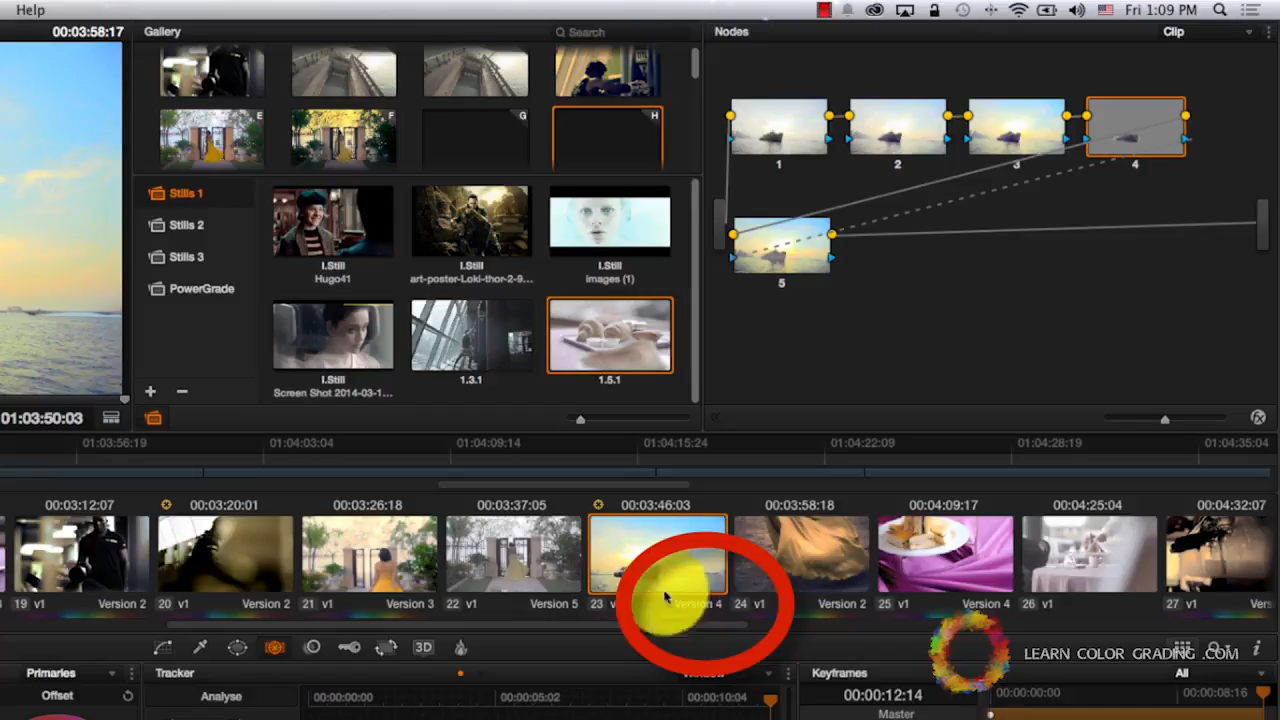 Help
Fri 1:09 PM
00:03:58:17
Gallery
Search
Nodes
Clip
E
F
G
H
1
2
3
4
5
Stills 1
Stills 2
Stills 3
PowerGrade
I.Still
Hugo41
I.Still
art-poster-Loki-thor-2-9...
I.Still
images (1)
I.Still
Screen Shot 2014-03-1...
1.3.1
1.5.1
01:03:50:03
01:03:56:19
01:04:03:04
01:04:09:14
01:04:15:24
01:04:22:09
01:04:28:19
01:04:35:04
00:03:12:07
00:03:20:01
00:03:26:18
00:03:37:05
00:03:46:03
00:03:58:18
00:04:09:17
00:04:25:04
00:04:32:07
19 v1 Version 2
20 v1 Version 2
21 v1 Version 3
22 v1 Version 5
23 Version 4
24 v1 Version 2
25 v1 Version 4
26 v1
27 v1
3D
LEARN COLOR GRADING .COM
Primaries
Tracker
Keyframes
All
Offset
Analyse
00:00:00:00
00:00:05:02
00:00:10:04
00:00:12:14
00:00:00:00
00:00:08:16
Master